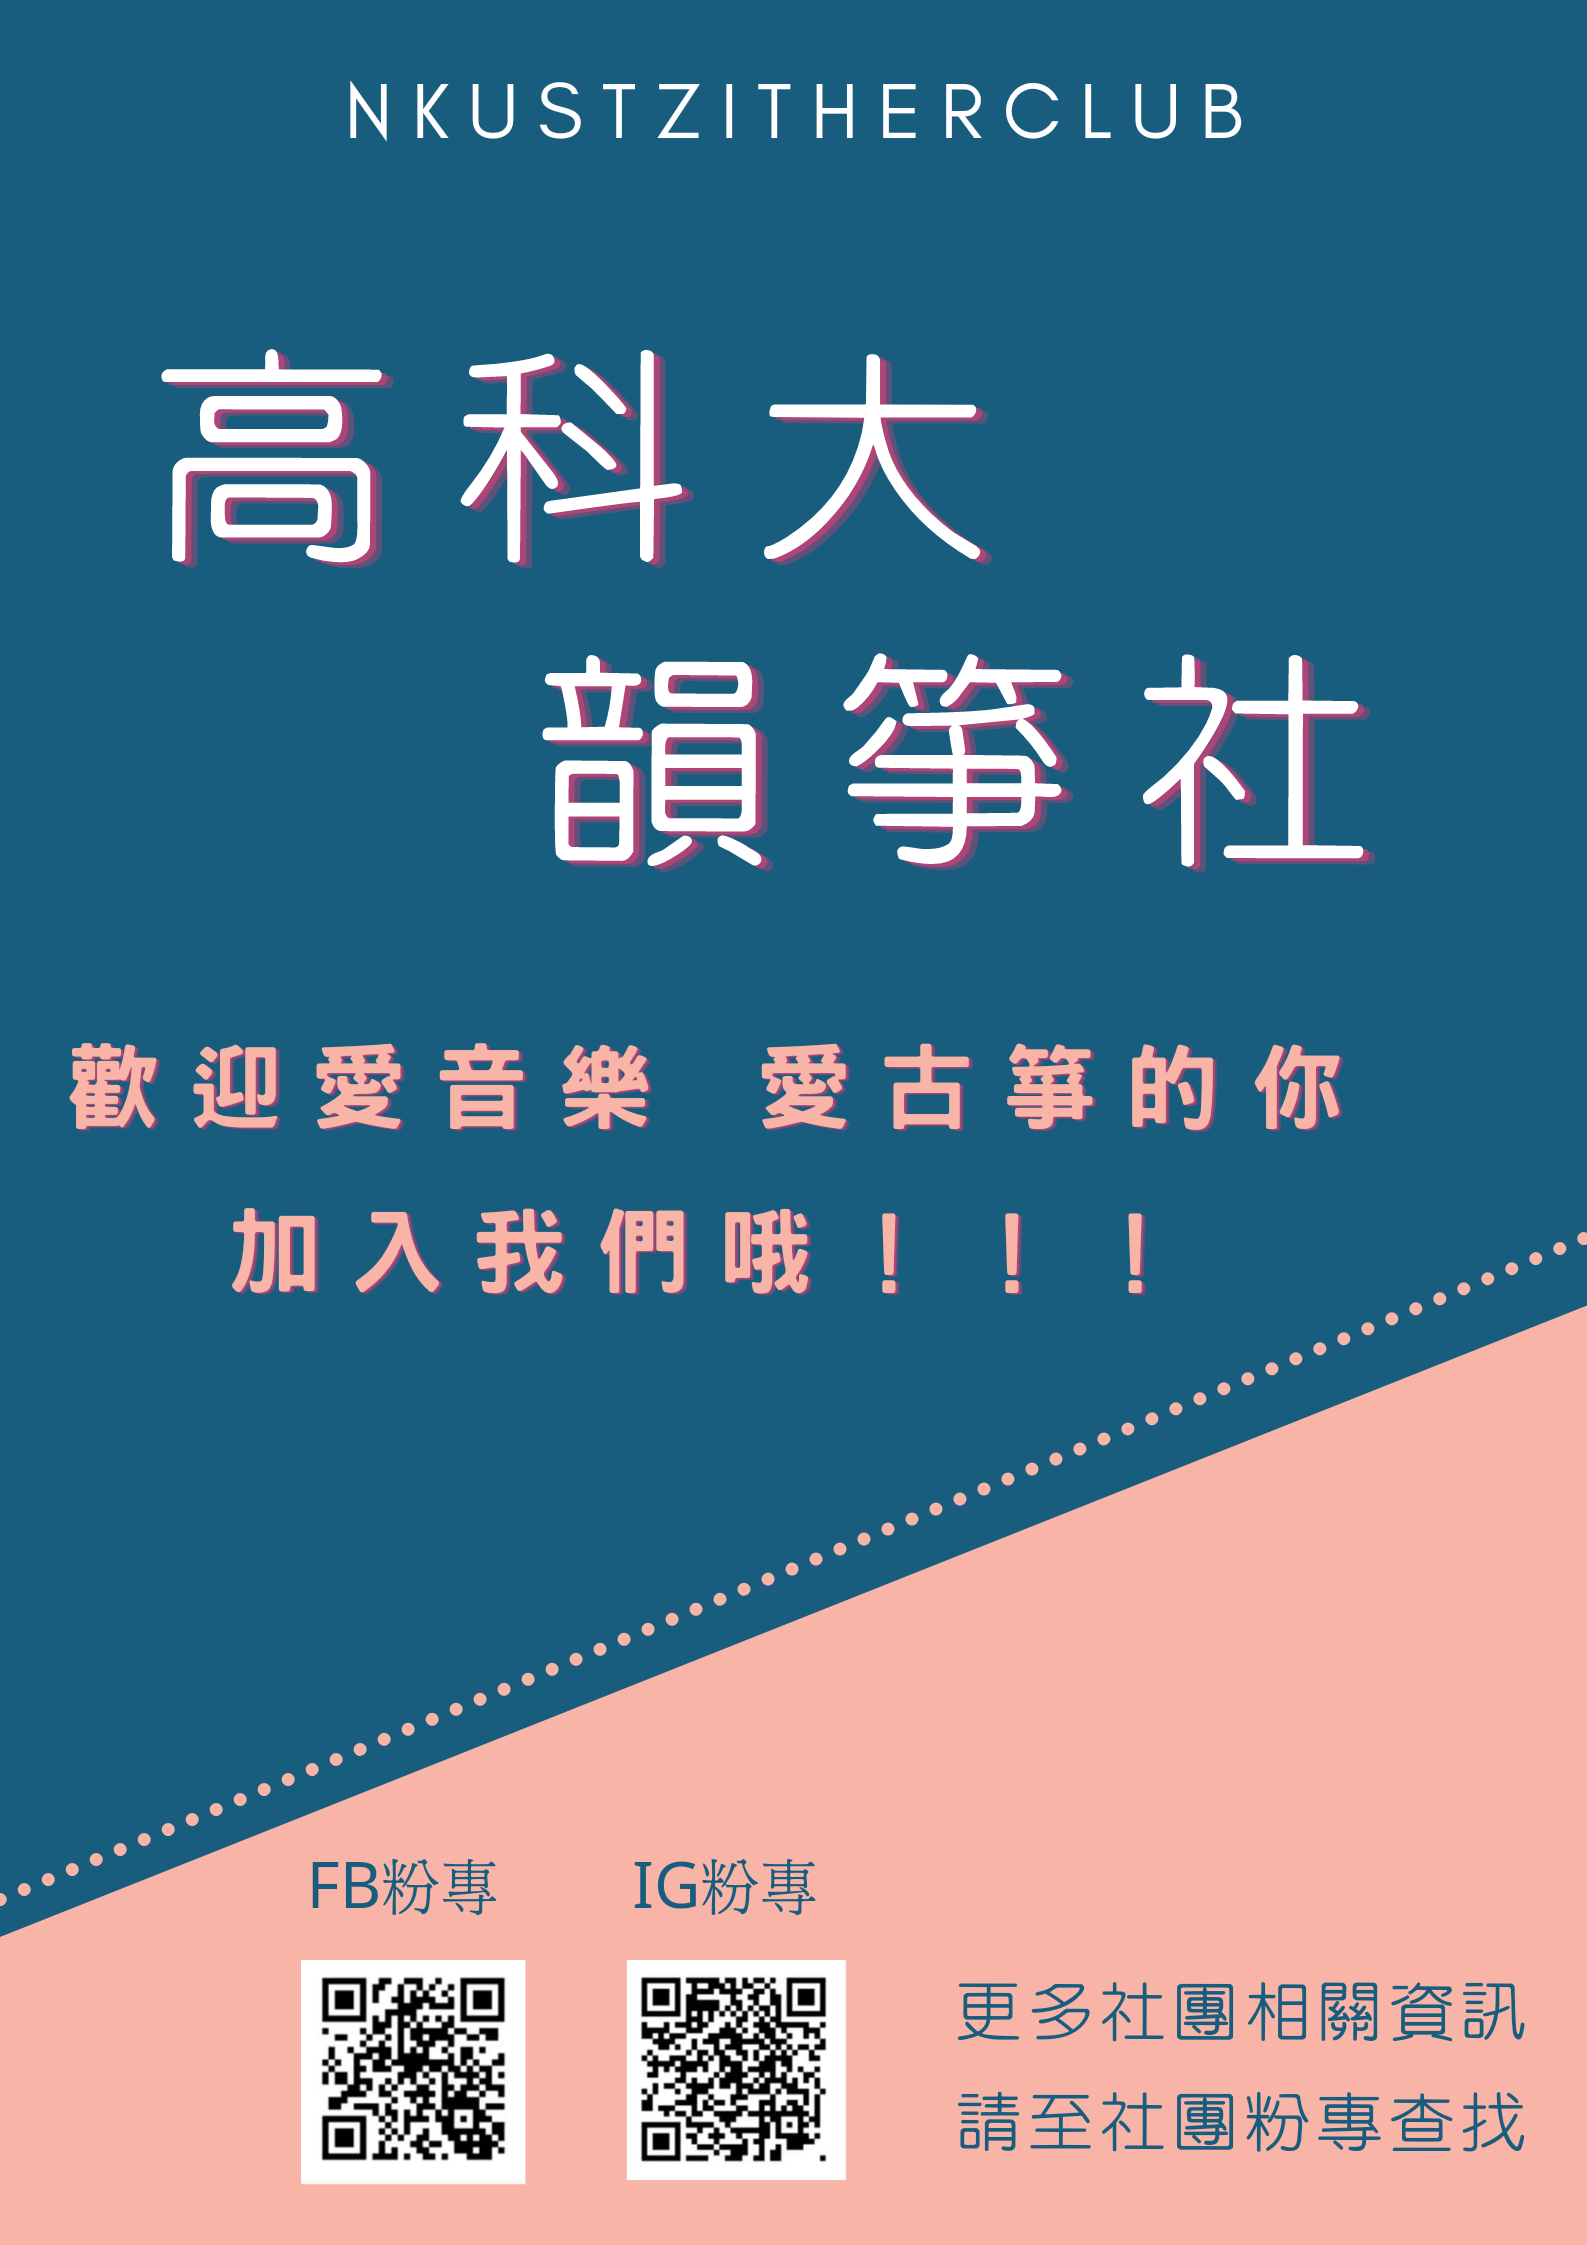 NKUSTZITHERCLUB
高科大
韻箏社
歡迎愛音樂 愛古箏的你
加入我們哦！！！
FB粉專 IG粉專
更多社團相關資訊
請至社團粉專查找